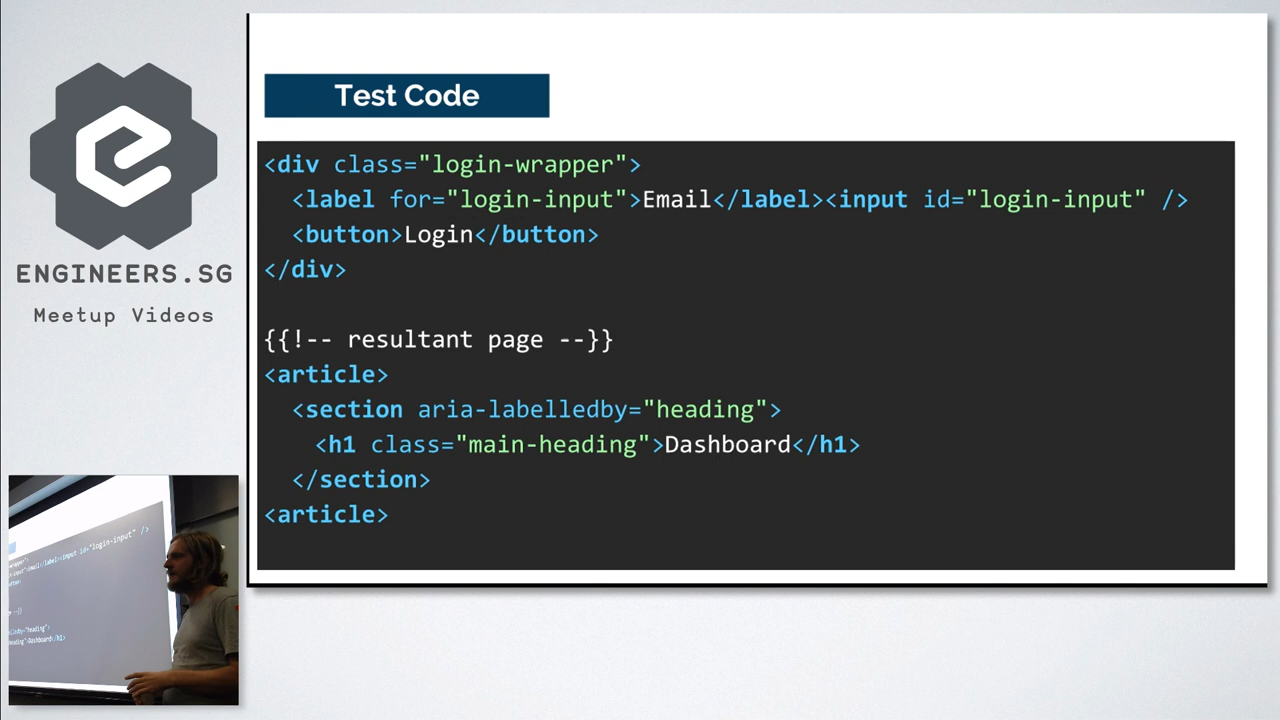 ENGINEERS.SG
Meetup Videos
Test Code
<div class="login-wrapper">
  <label for="login-input">Email</label><input id="login-input" />
  <button>Login</button>
</div>

{{!-- resultant page --}}
<article>
  <section aria-labelledby="heading">
    <h1 class="main-heading">Dashboard</h1>
  </section>
<article>